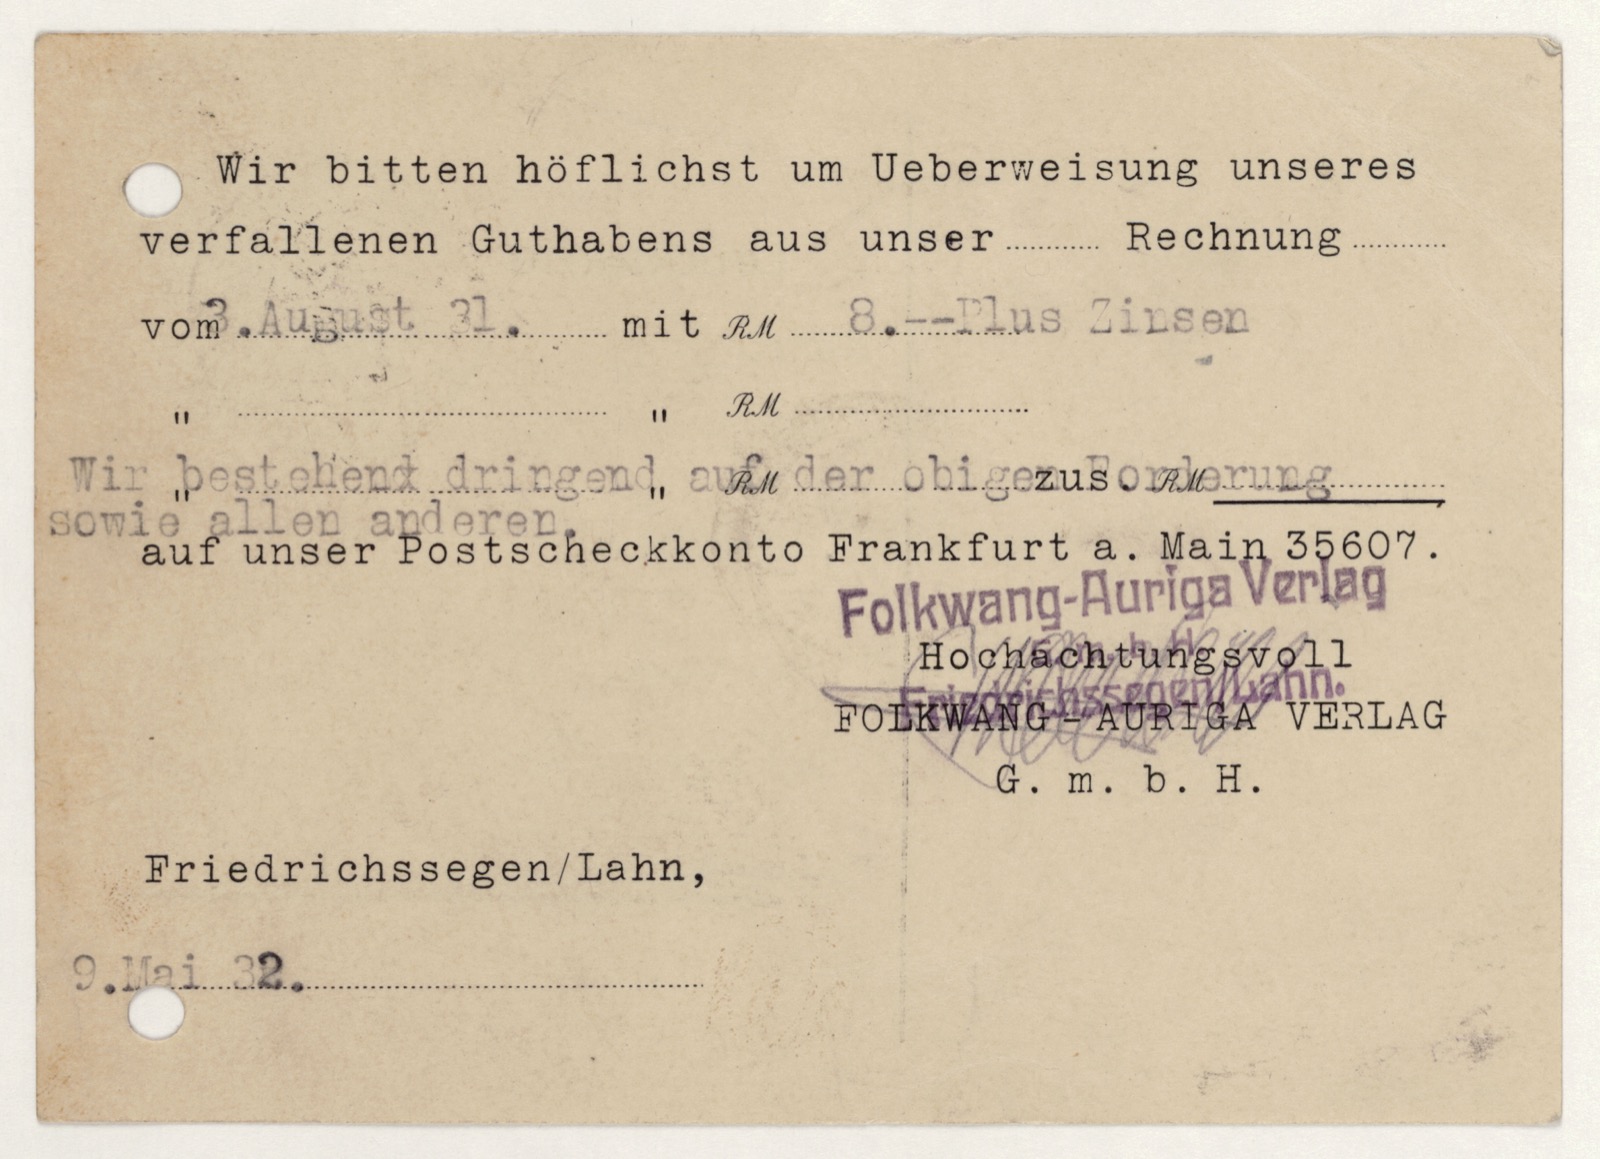 Wir bitten höflichst um Ueberweisung unseres
verfallenen Guthabens aus unser.......... Rechnung..........
vom 3.August 31. mit RM 8.--Plus Zinsen
" .......... " RM ..........
" .......... " RM .......... zus. RM ..........
Wir bestehend dringend auf der obigen Forderung
sowie allen anderen.
auf unser Postscheckkonto Frankfurt a. Main 35607.
Folkwang-Auriga Verlag
G.m.b.H.
Friedrichssegen/Lahn.
Hochachtungsvoll
FOLKWANG - AURIGA VERLAG
G. m. b. H.
Friedrichssegen/Lahn,
9.Mai 32.